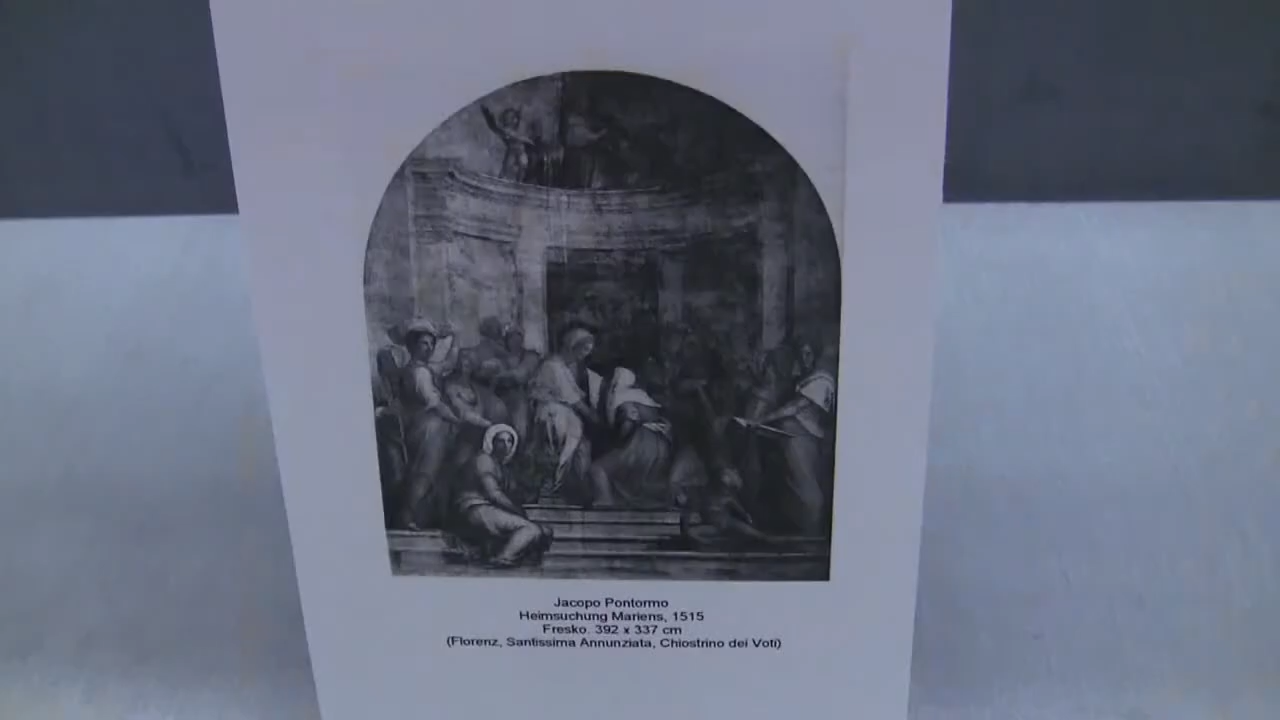 Jacopo Pontormo
Heimsuchung Mariens, 1515
Fresko. 392 x 337 cm
(Florenz, Santissima Annunziata, Chiostrino dei Voti)